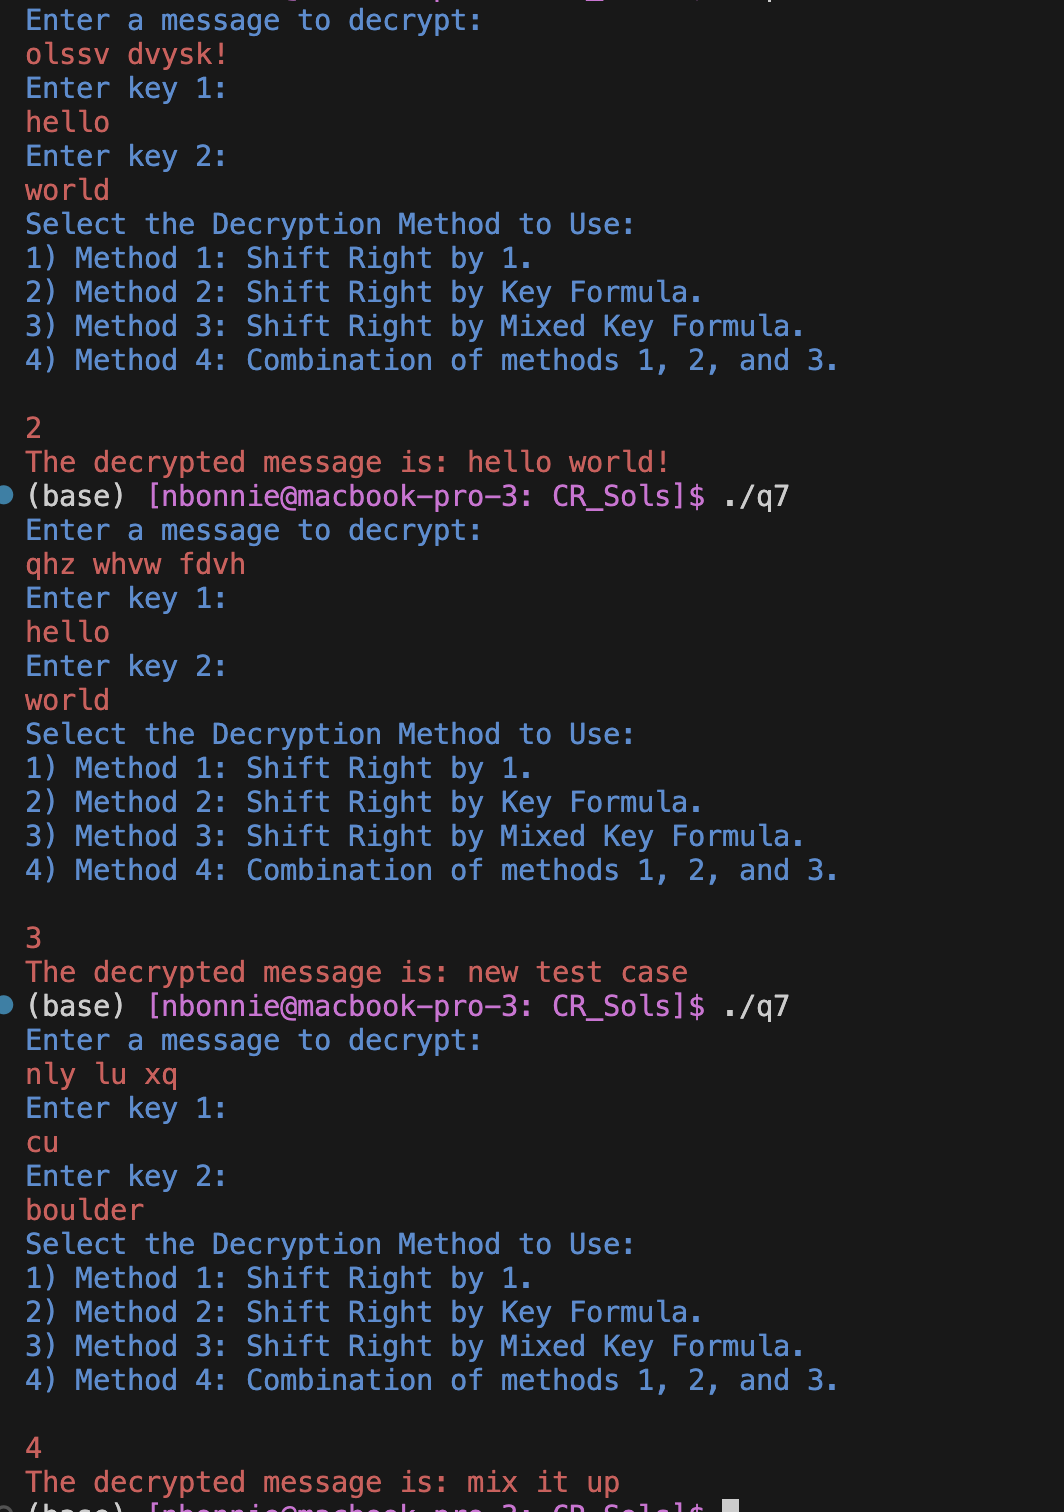 Enter a message to decrypt:
olssv dvysk!
Enter key 1:
hello
Enter key 2:
world
Select the Decryption Method to Use:
1) Method 1: Shift Right by 1.
2) Method 2: Shift Right by Key Formula.
3) Method 3: Shift Right by Mixed Key Formula.
4) Method 4: Combination of methods 1, 2, and 3.
2
The decrypted message is: hello world!
(base) [nbonnie@macbook-pro-3: CR_Sols]$ ./q7
Enter a message to decrypt:
qhz whvw fdvh
Enter key 1:
hello
Enter key 2:
world
Select the Decryption Method to Use:
1) Method 1: Shift Right by 1.
2) Method 2: Shift Right by Key Formula.
3) Method 3: Shift Right by Mixed Key Formula.
4) Method 4: Combination of methods 1, 2, and 3.
3
The decrypted message is: new test case
(base) [nbonnie@macbook-pro-3: CR_Sols]$ ./q7
Enter a message to decrypt:
nly lu xq
Enter key 1:
cu
Enter key 2:
boulder
Select the Decryption Method to Use:
1) Method 1: Shift Right by 1.
2) Method 2: Shift Right by Key Formula.
3) Method 3: Shift Right by Mixed Key Formula.
4) Method 4: Combination of methods 1, 2, and 3.
4
The decrypted message is: mix it up
(base) [nbonnie@macbook-pro-3: CR_Sols]$